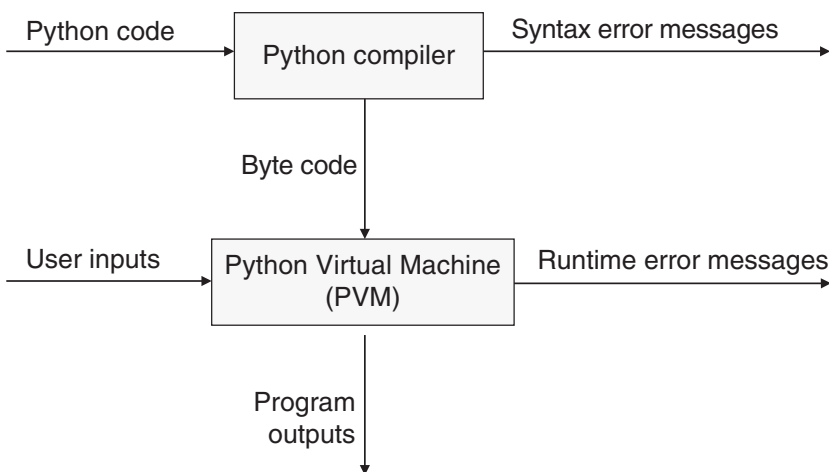 Python code
Python compiler
Syntax error messages
Byte code
User inputs
Python Virtual Machine
(PVM)
Runtime error messages
Program
outputs